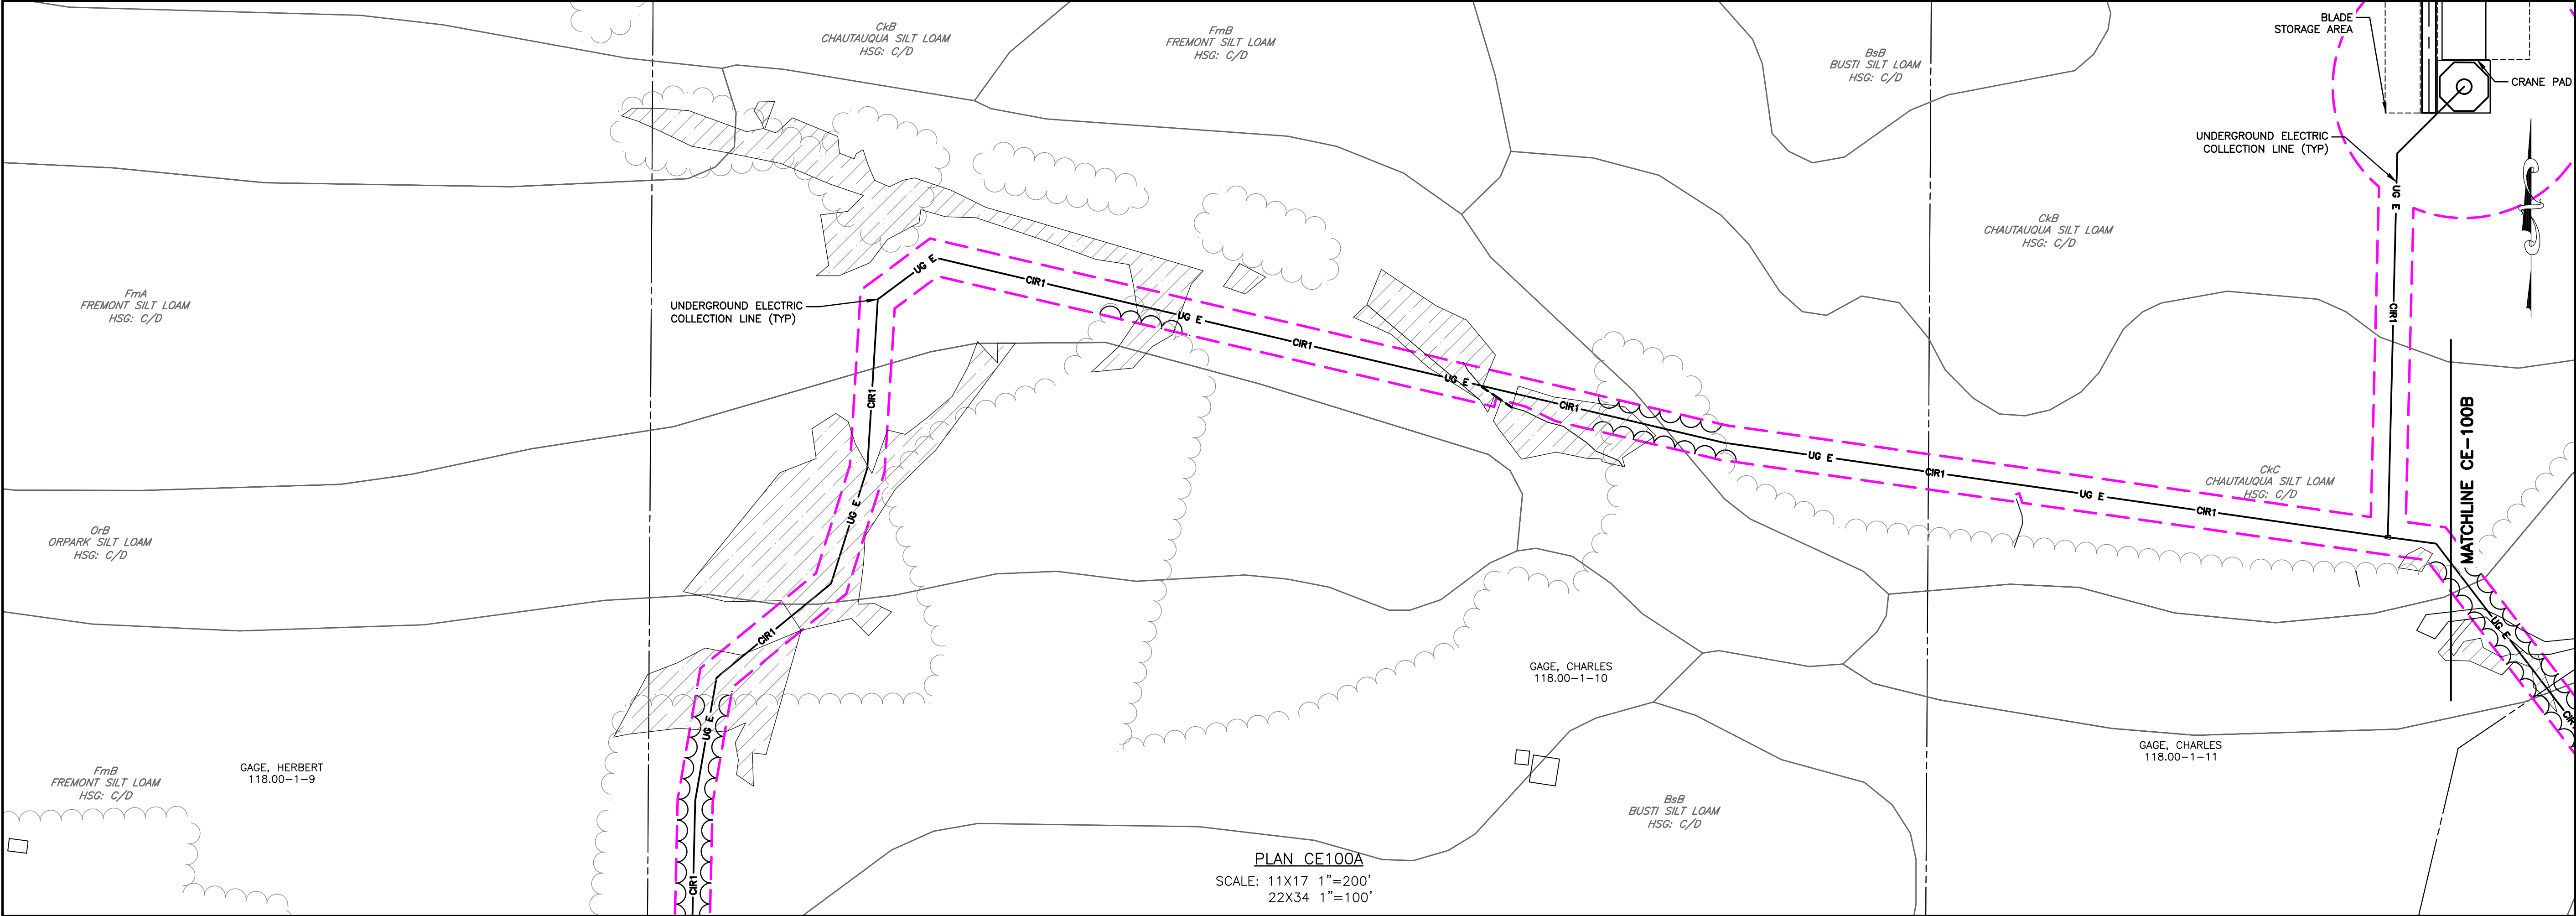 CkB
CHAUTAUQUA SILT LOAM
HSG: C/D
FmB
FREMONT SILT LOAM
HSG: C/D
BsB
BUSTI SILT LOAM
HSG: C/D
BLADE
STORAGE AREA
CRANE PAD
UNDERGROUND ELECTRIC
COLLECTION LINE (TYP)
UG E
CkB
CHAUTAUQUA SILT LOAM
HSG: C/D
FmA
FREMONT SILT LOAM
HSG: C/D
UNDERGROUND ELECTRIC
COLLECTION LINE (TYP)
UG E
CIR1
UG E
CIR1
UG E
CIR1
UG E
CIR1
UG E
CIR1
CIR1
CkC
CHAUTAUQUA SILT LOAM
HSG: C/D
MATCHLINE CE-100B
CIR1
UG E
CIR1
UG E
CIR1
UG E
CIR
OrB
ORPARK SILT LOAM
HSG: C/D
GAGE, CHARLES
118.00-1-10
GAGE, CHARLES
118.00-1-11
GAGE, HERBERT
118.00-1-9
FmB
FREMONT SILT LOAM
HSG: C/D
BsB
BUSTI SILT LOAM
HSG: C/D
PLAN CE100A
SCALE: 11X17 1"=200'
22X34 1"=100'